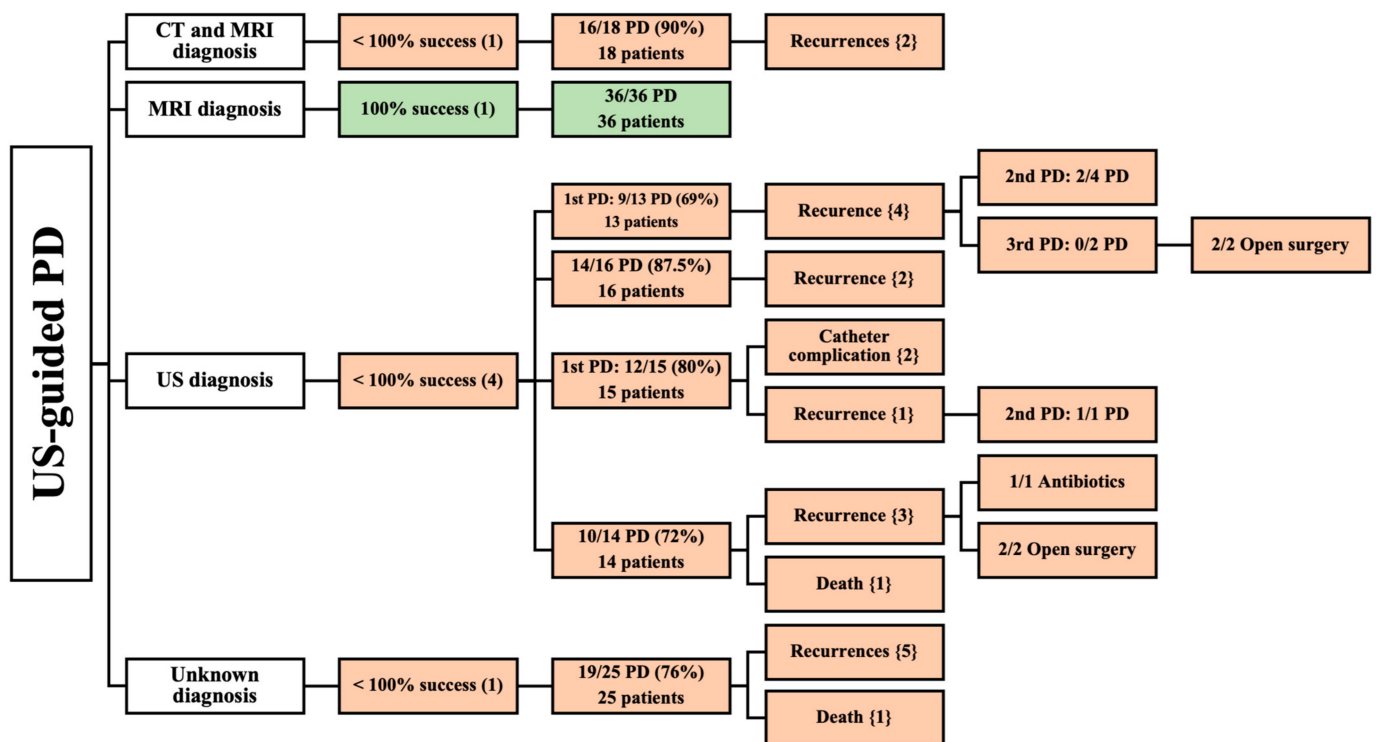 US-guided PD
CT and MRI
diagnosis
< 100% success (1)
16/18 PD (90%)
18 patients
Recurrences {2}
MRI diagnosis
100% success (1)
36/36 PD
36 patients
US diagnosis
< 100% success (4)
1st PD: 9/13 PD (69%)
13 patients
Recurence {4}
2nd PD: 2/4 PD
3rd PD: 0/2 PD
2/2 Open surgery
14/16 PD (87.5%)
16 patients
Recurrence {2}
1st PD: 12/15 (80%)
15 patients
Catheter
complication {2}
Recurrence {1}
2nd PD: 1/1 PD
10/14 PD (72%)
14 patients
Recurrence {3}
1/1 Antibiotics
2/2 Open surgery
Death {1}
Unknown
diagnosis
< 100% success (1)
19/25 PD (76%)
25 patients
Recurrences {5}
Death {1}